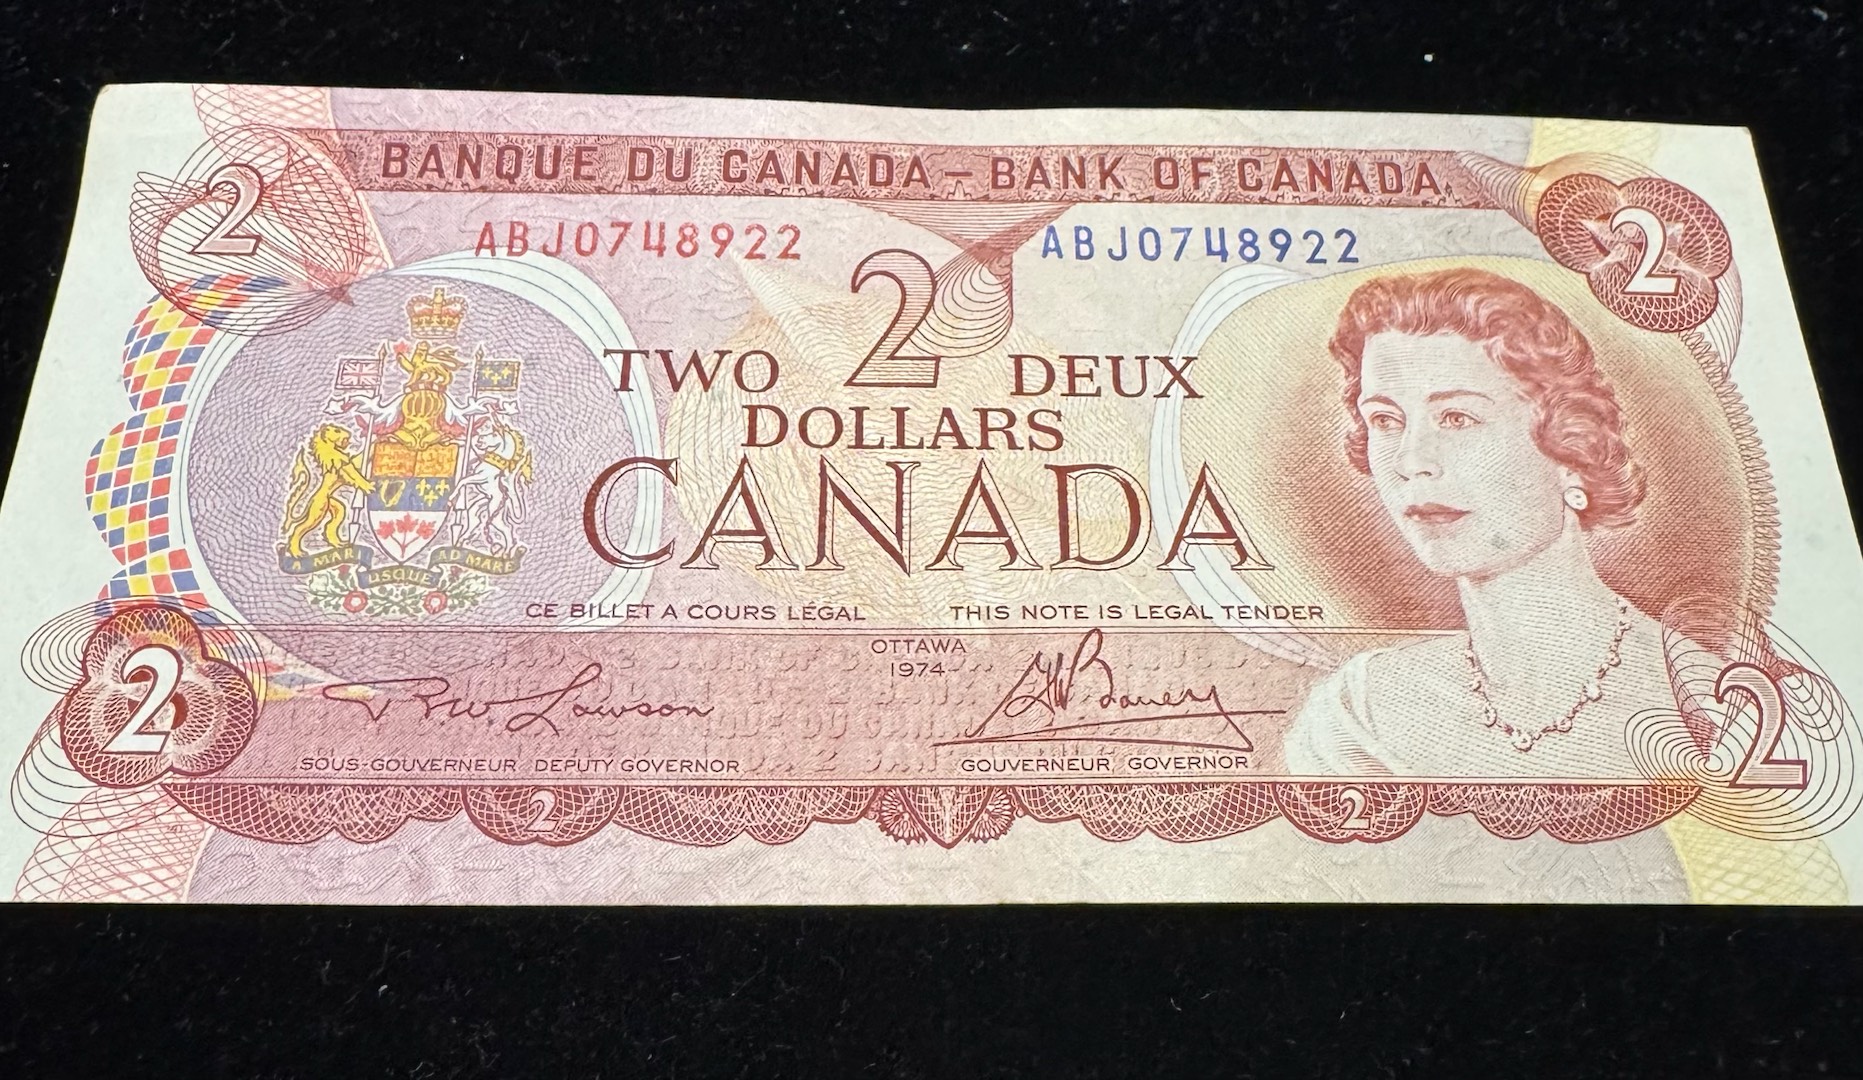 BANQUE DU CANADA – BANK OF CANADA
2 2
ABJ0748922 ABJ0748922
2
TWO DEUX
DOLLARS
CANADA
A MARI USQUE AD MARE
CE BILLET A COURS LÉGAL THIS NOTE IS LEGAL TENDER
OTTAWA
1974
2 2
SOUS-GOUVERNEUR DEPUTY GOVERNOR GOUVERNEUR GOVERNOR
2 2